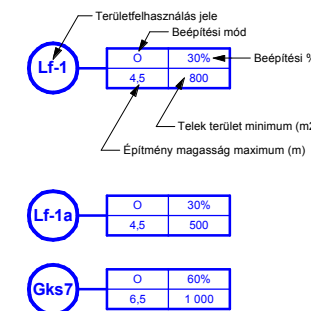 Területfelhasználás jele
Beépítési mód
Lf-1
O 30% Beépítési %
4,5 800
Telek terület minimum (m2
Építmény magasság maximum (m)
Lf-1a
O 30%
4,5 500
Gks7
O 60%
6,5 1 000